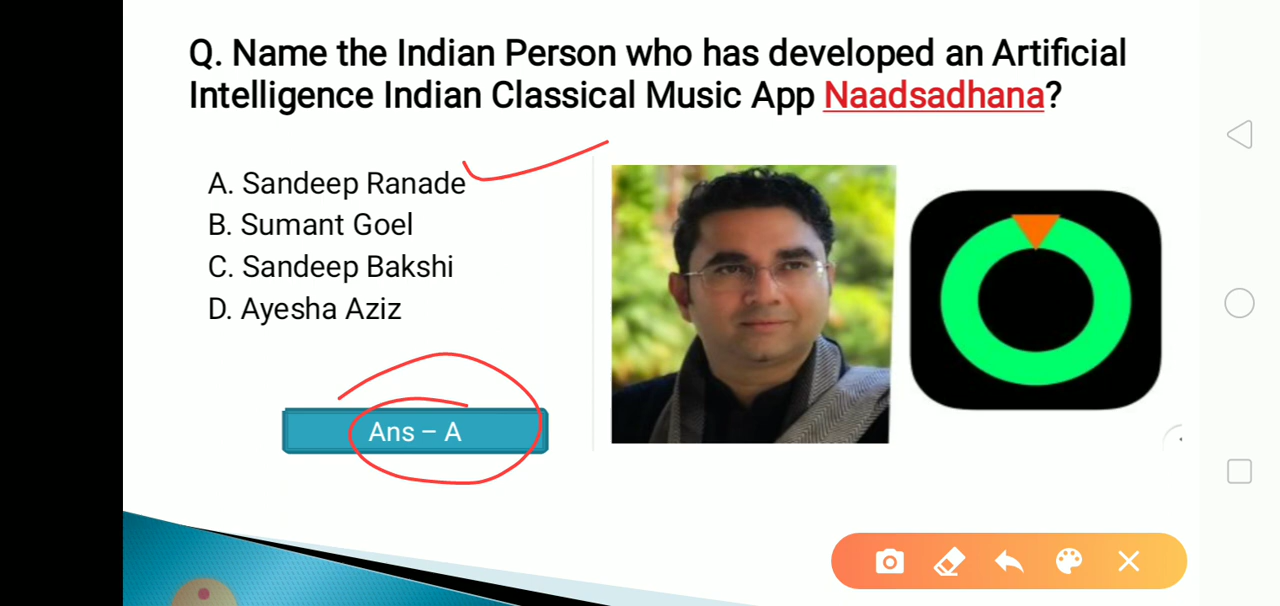 Q. Name the Indian Person who has developed an Artificial
Intelligence Indian Classical Music App Naadsadhana?
A. Sandeep Ranade
B. Sumant Goel
C. Sandeep Bakshi
D. Ayesha Aziz
Ans – A